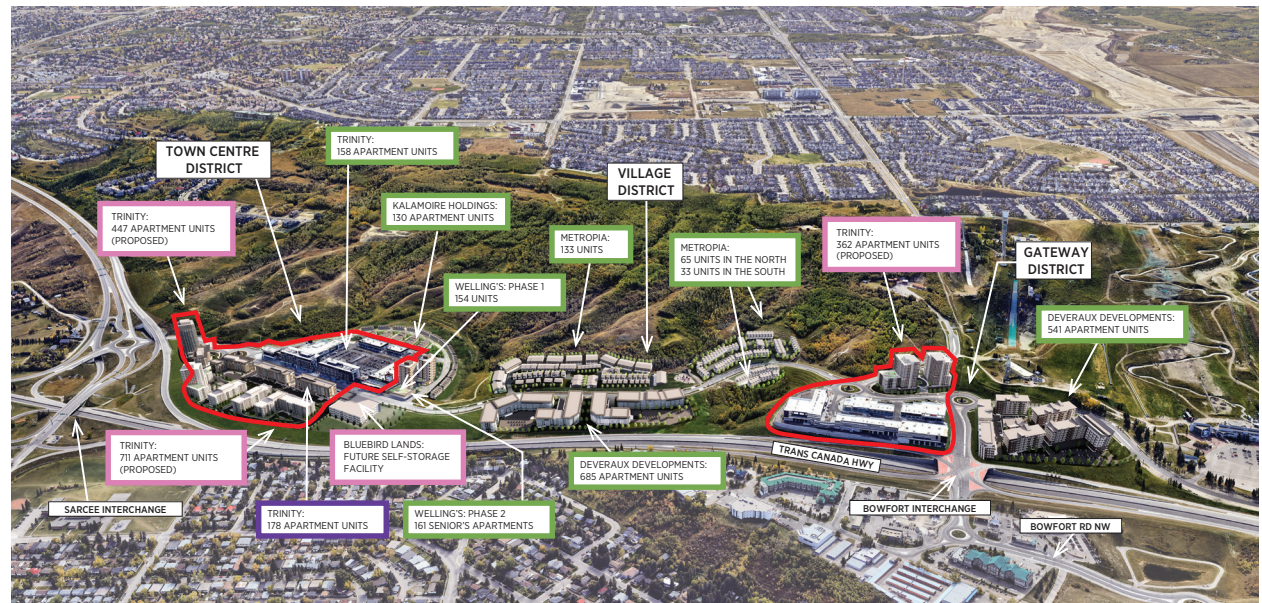 TRINITY:
158 APARTMENT UNITS
TOWN CENTRE
DISTRICT
VILLAGE
DISTRICT
KALAMOIRE HOLDINGS:
130 APARTMENT UNITS
TRINITY:
447 APARTMENT UNITS
(PROPOSED)
METROPIA:
133 UNITS
METROPIA:
65 UNITS IN THE NORTH
33 UNITS IN THE SOUTH
TRINITY:
362 APARTMENT UNITS
(PROPOSED)
GATEWAY
DISTRICT
WELLING'S: PHASE 1
154 UNITS
DEVERAUX DEVELOPMENTS:
541 APARTMENT UNITS
TRINITY:
711 APARTMENT UNITS
(PROPOSED)
BLUEBIRD LANDS:
FUTURE SELF-STORAGE
FACILITY
DEVERAUX DEVELOPMENTS:
685 APARTMENT UNITS
TRANS CANADA HWY
SARCEE INTERCHANGE
TRINITY:
178 APARTMENT UNITS
WELLING'S: PHASE 2
161 SENIOR'S APARTMENTS
BOWFORT INTERCHANGE
BOWFORT RD NW